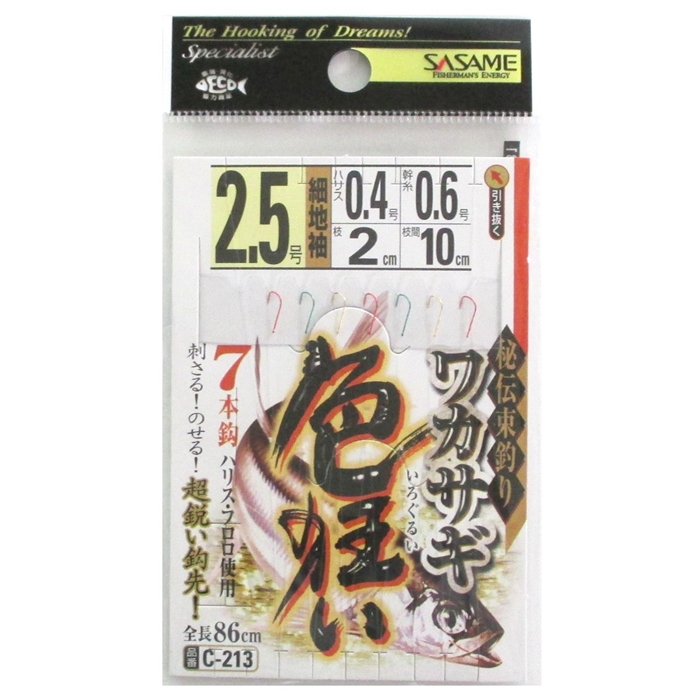 The Hooking of Dreams!
Specialist
SASAME
FISHERMAN'S ENERGY
ECO
2.5号
細地袖
ハリス
0.4号
幹糸
0.6号
枝
2cm
枝間
10cm
引き抜く
秘伝束釣り
ワカサギ
いろぐるい
色狂い
7本鈎
ハリス・フロロ使用
刺さる!のせる!
超鋭い鈎先!
全長86cm
品番
C-213